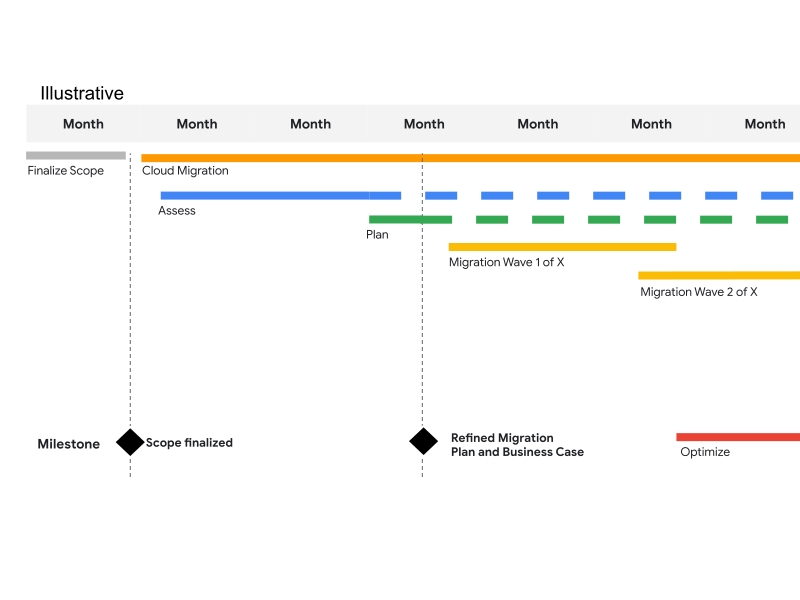 Illustrative
Month Month Month Month Month Month Month
Finalize Scope
Cloud Migration
Assess
Plan
Migration Wave 1 of X
Migration Wave 2 of X
Milestone
Scope finalized
Refined Migration
Plan and Business Case
Optimize